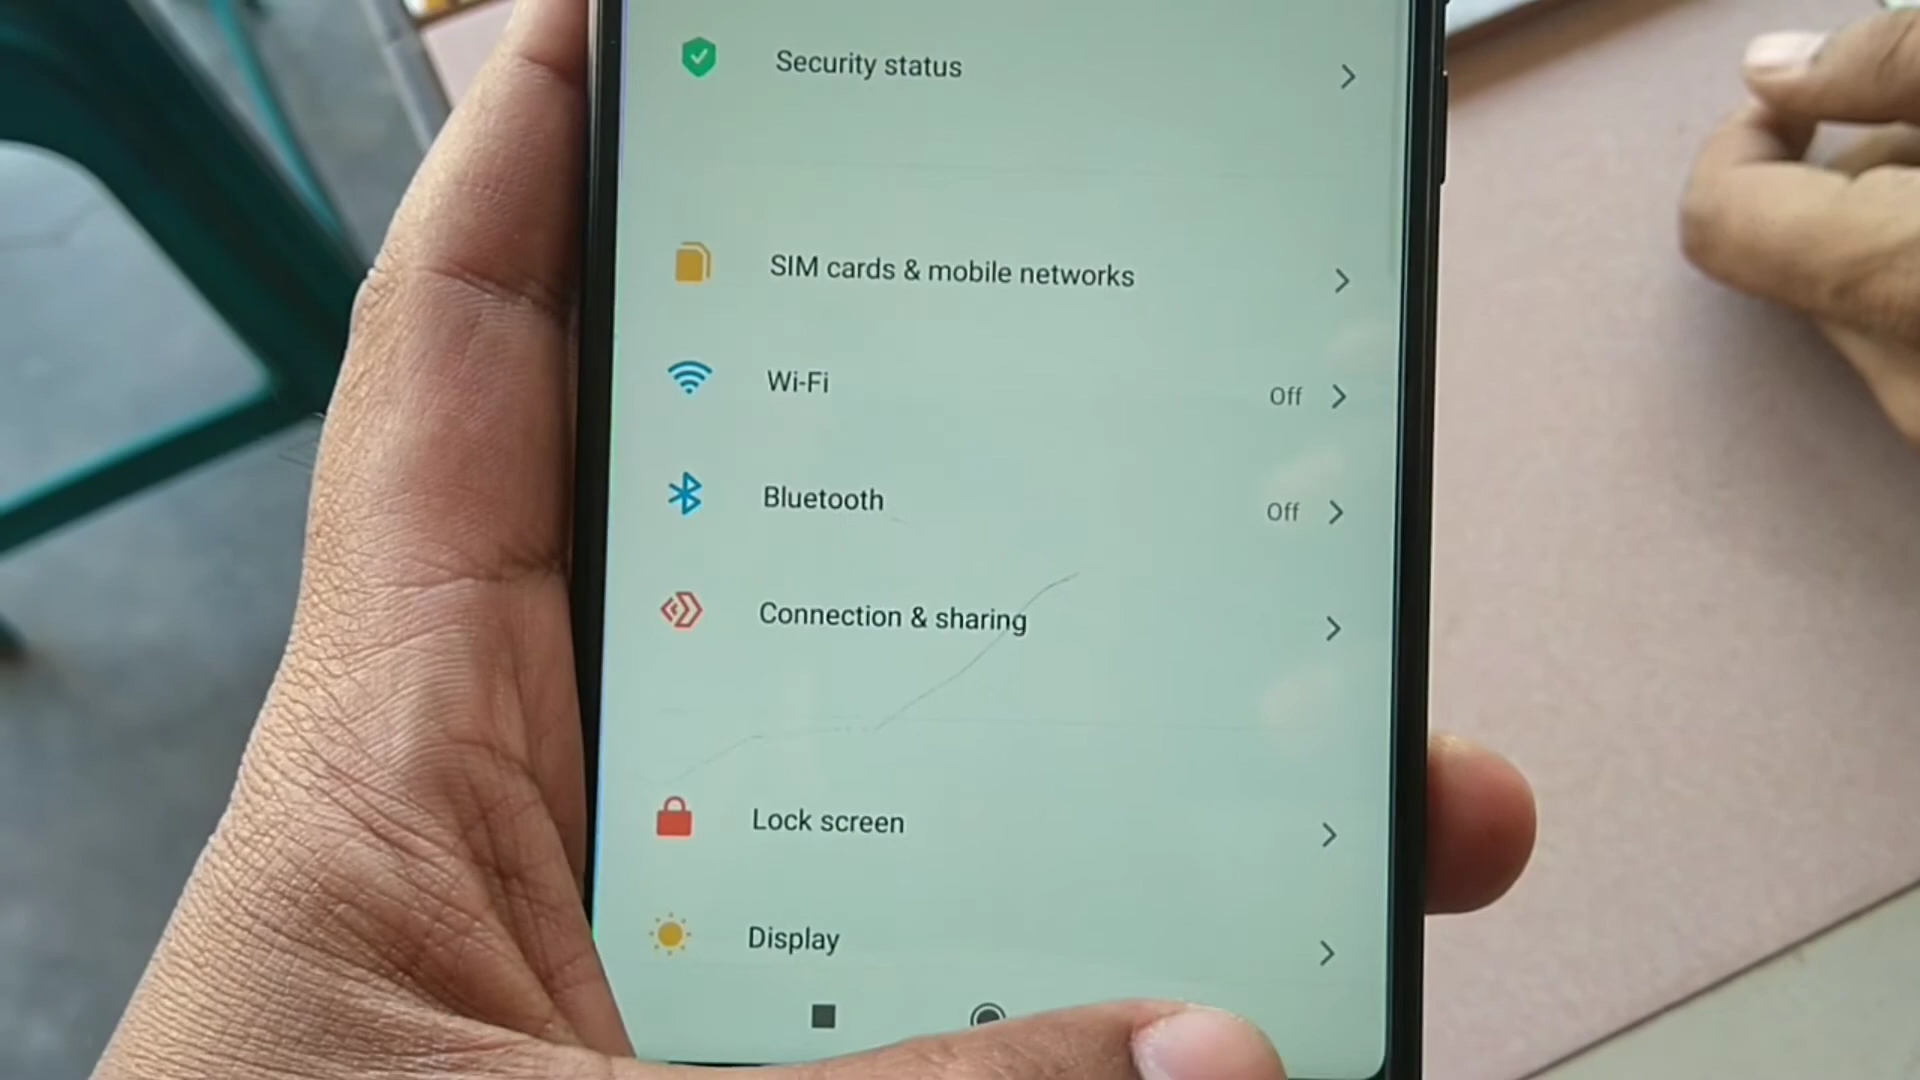 Security status
SIM cards & mobile networks
Wi-Fi Off
Bluetooth Off
Connection & sharing
Lock screen
Display